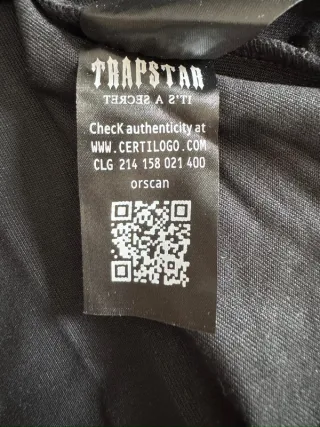 TRAPSTAR
IT'S A SECRET
ChecK authenticity at
WWW.CERTILOGO.COM
CLG 214 158 021 400
orscan